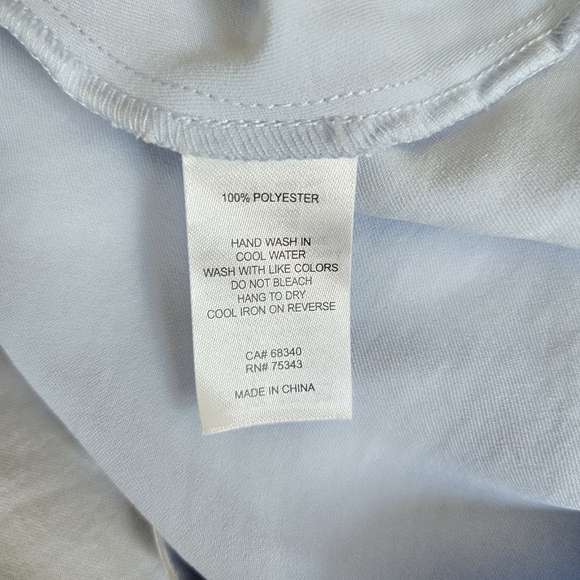 100% POLYESTER
HAND WASH IN
COOL WATER
WASH WITH LIKE COLORS
DO NOT BLEACH
HANG TO DRY
COOL IRON ON REVERSE
CA# 68340
RN# 75343
MADE IN CHINA